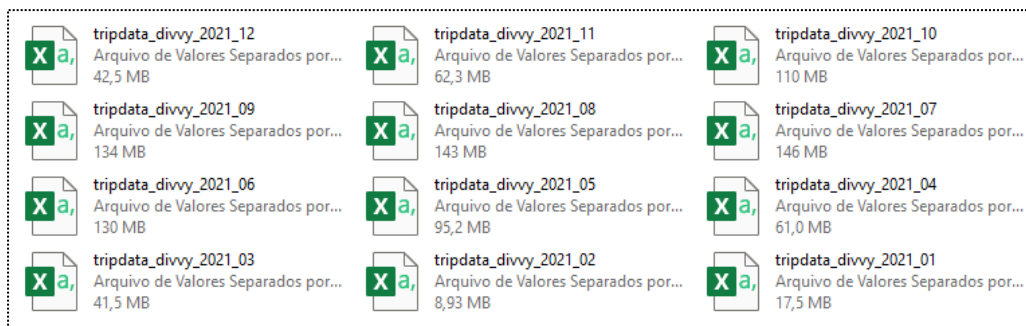 tripdata_divvy_2021_12
Arquivo de Valores Separados por...
42,5 MB
tripdata_divvy_2021_11
Arquivo de Valores Separados por...
62,3 MB
tripdata_divvy_2021_10
Arquivo de Valores Separados por...
110 MB
tripdata_divvy_2021_09
Arquivo de Valores Separados por...
134 MB
tripdata_divvy_2021_08
Arquivo de Valores Separados por...
143 MB
tripdata_divvy_2021_07
Arquivo de Valores Separados por...
146 MB
tripdata_divvy_2021_06
Arquivo de Valores Separados por...
130 MB
tripdata_divvy_2021_05
Arquivo de Valores Separados por...
95,2 MB
tripdata_divvy_2021_04
Arquivo de Valores Separados por...
61,0 MB
tripdata_divvy_2021_03
Arquivo de Valores Separados por...
41,5 MB
tripdata_divvy_2021_02
Arquivo de Valores Separados por...
8,93 MB
tripdata_divvy_2021_01
Arquivo de Valores Separados por...
17,5 MB